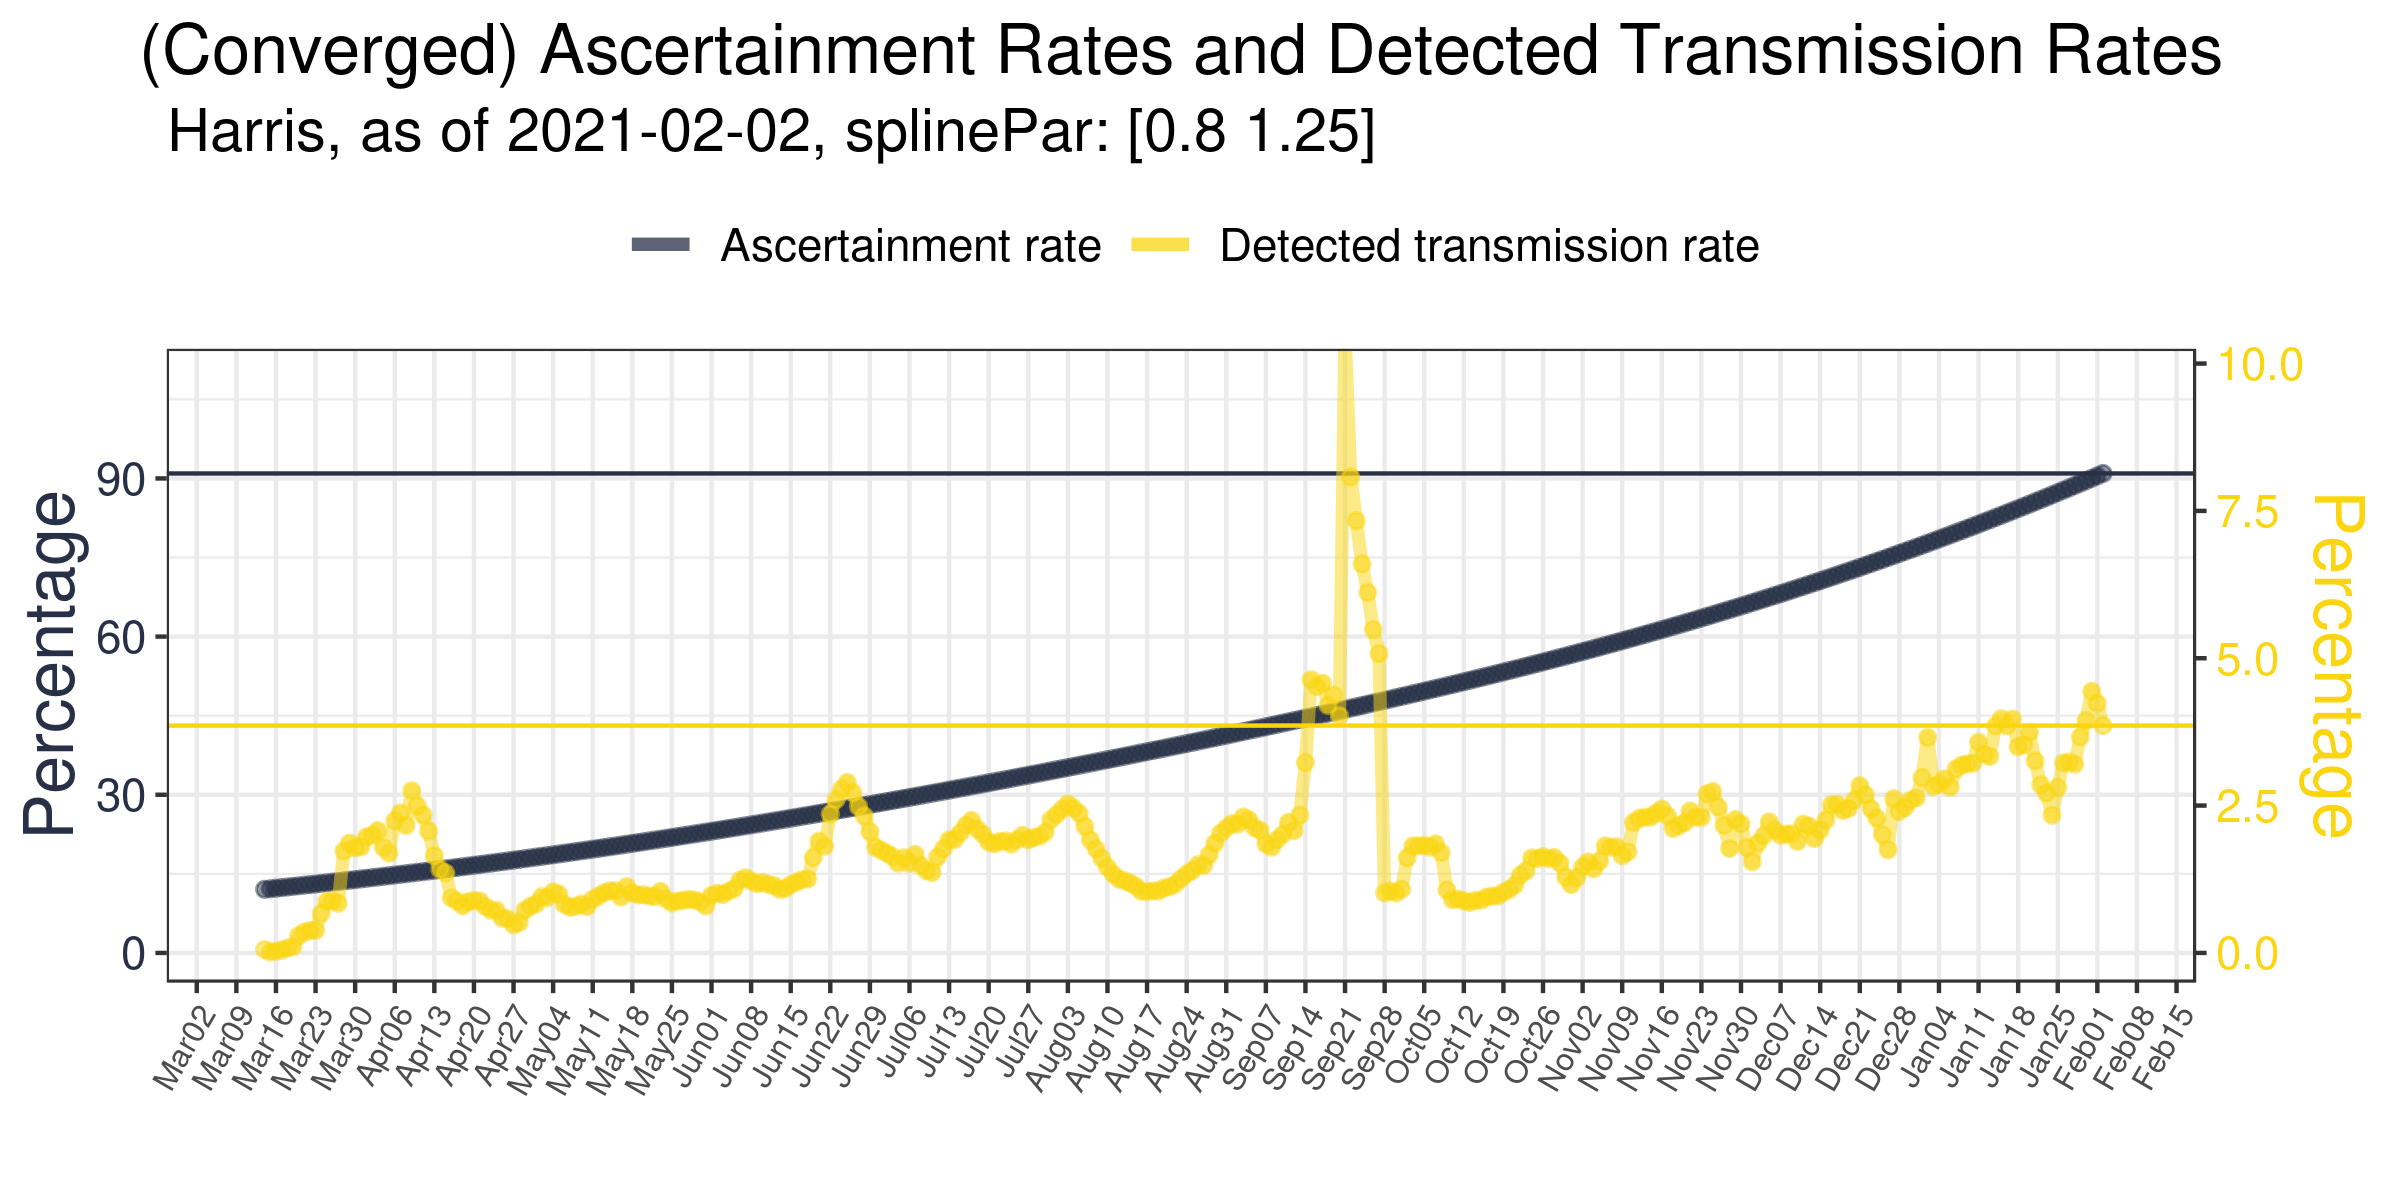 (Converged) Ascertainment Rates and Detected Transmission Rates
Harris, as of 2021-02-02, splinePar: [0.8 1.25]
Ascertainment rate
Detected transmission rate
Percentage
90
60
30
0
10.0
7.5
5.0
2.5
0.0
Percentage
Mar02
Mar09
Mar16
Mar23
Mar30
Apr06
Apr13
Apr20
Apr27
May04
May11
May18
May25
Jun01
Jun08
Jun15
Jun22
Jun29
Jul06
Jul13
Jul20
Jul27
Aug03
Aug10
Aug17
Aug24
Aug31
Sep07
Sep14
Sep21
Sep28
Oct05
Oct12
Oct19
Oct26
Nov02
Nov09
Nov16
Nov23
Nov30
Dec07
Dec14
Dec21
Dec28
Jan04
Jan11
Jan18
Jan25
Feb01
Feb08
Feb15